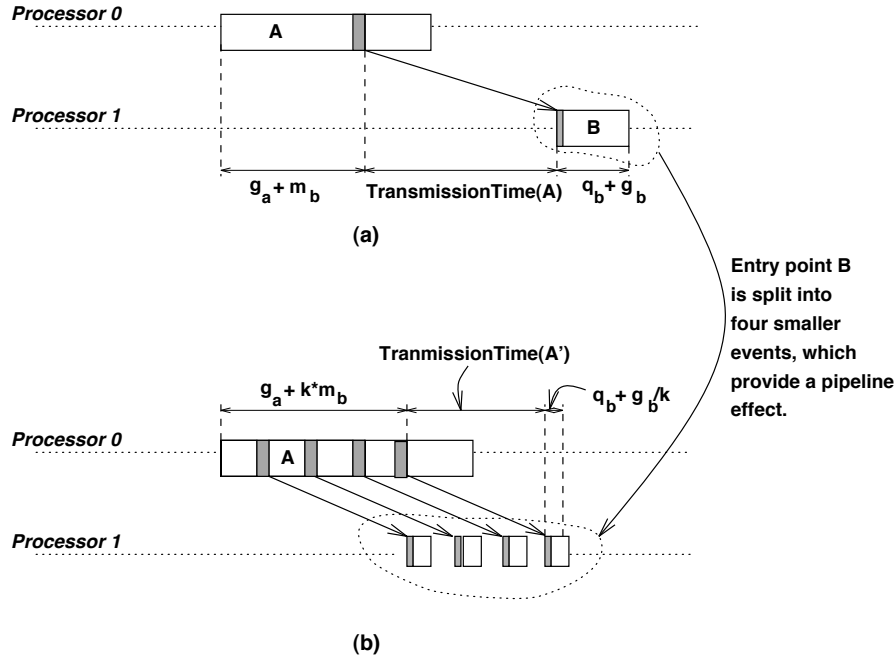 Processor 0
A
Processor 1
B
g_a + m_b
TransmissionTime(A)
q_b + g_b
(a)
Entry point B
is split into
four smaller
events, which
provide a pipeline
effect.
TranmissionTime(A')
g_a + k*m_b
q_b + g_b/k
Processor 0
A
Processor 1
(b)